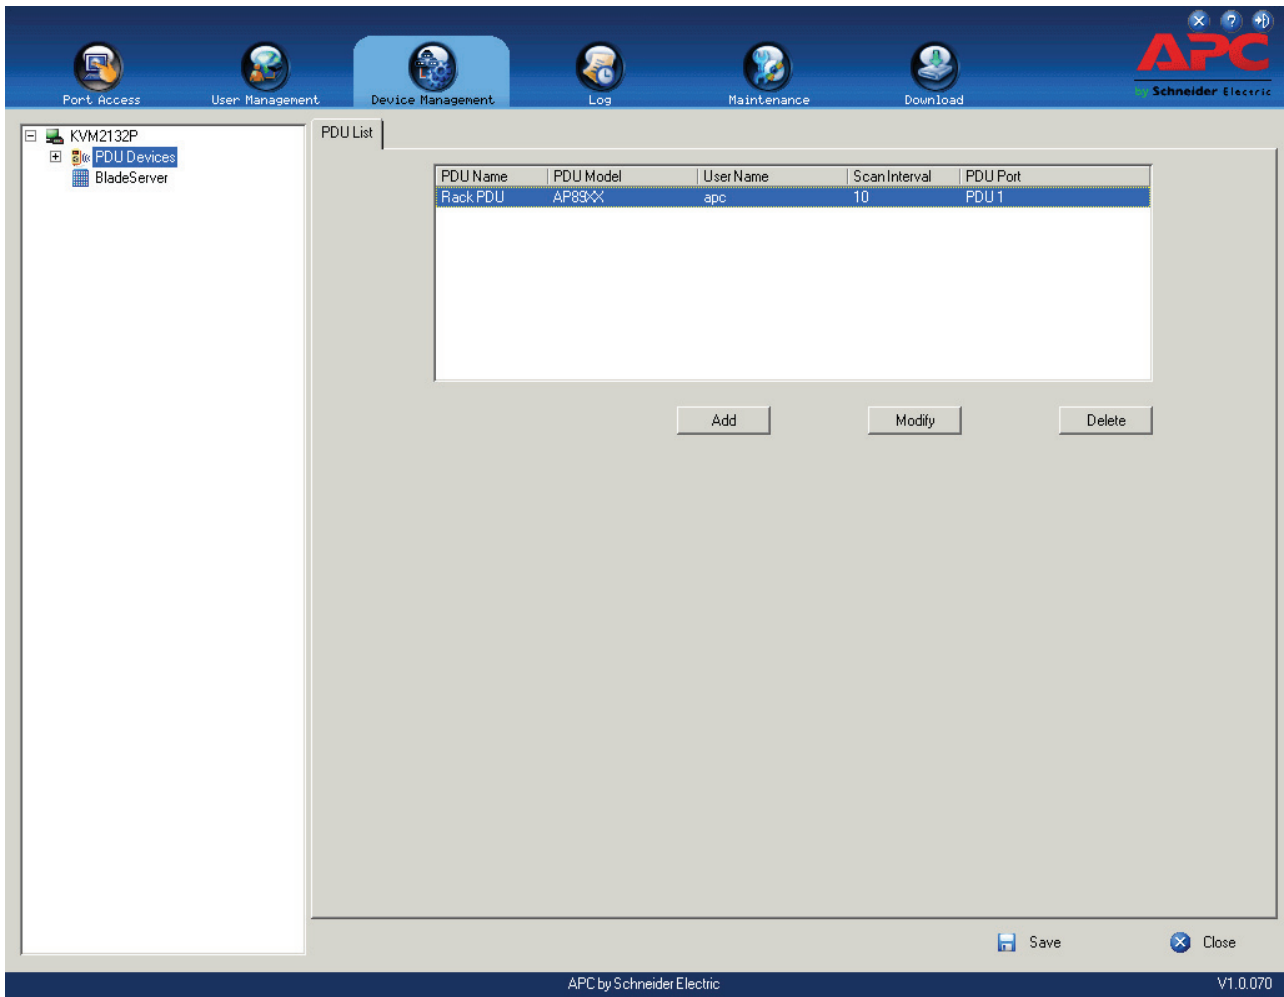 APC
by Schneider Electric
Port Access
User Management
Device Management
Log
Maintenance
Download
KVM2132P
PDU Devices
BladeServer
PDU List
PDU Name PDU Model User Name Scan Interval PDU Port
Rack PDU AP89XX apc 10 PDU 1
Add Modify Delete
Save Close
APC by Schneider Electric V1.0.070